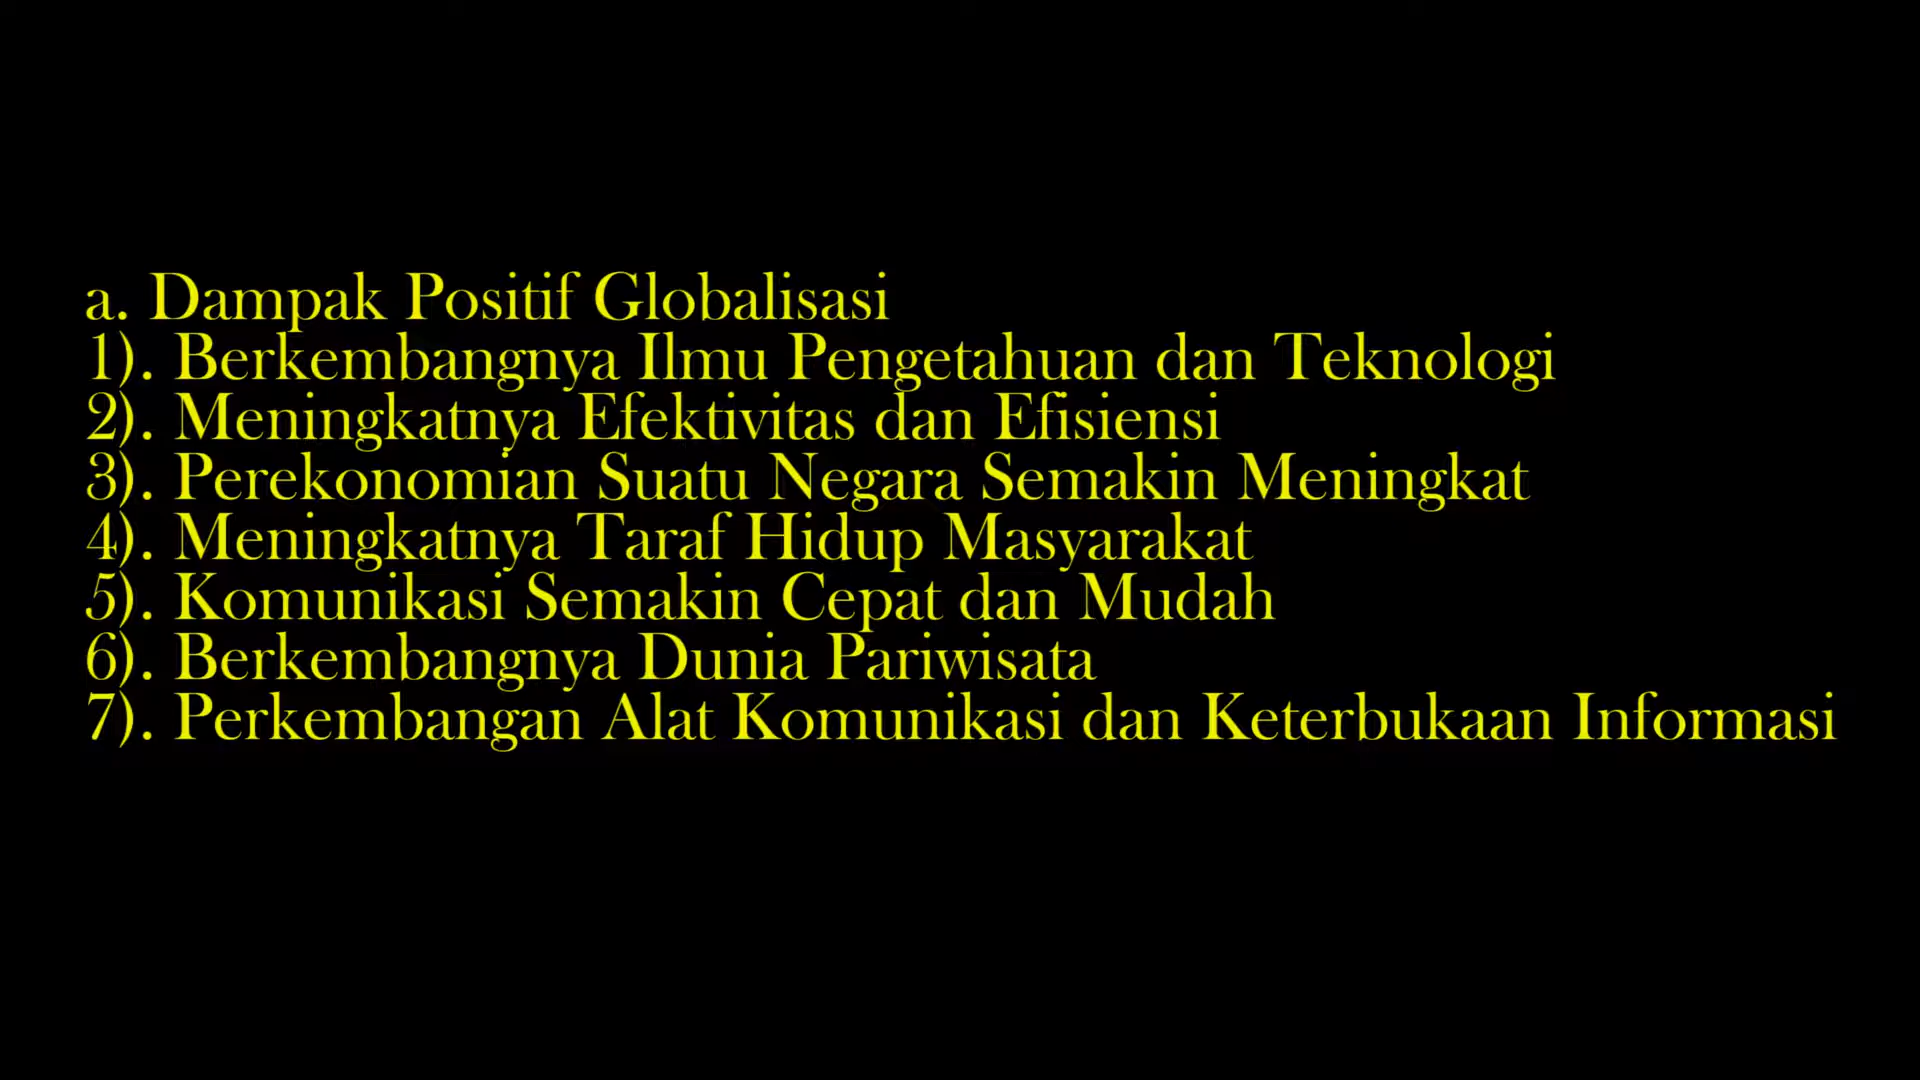 a. Dampak Positif Globalisasi
1). Berkembangnya Ilmu Pengetahuan dan Teknologi
2). Meningkatnya Efektivitas dan Efisiensi
3). Perekonomian Suatu Negara Semakin Meningkat
4). Meningkatnya Taraf Hidup Masyarakat
5). Komunikasi Semakin Cepat dan Mudah
6). Berkembangnya Dunia Pariwisata
7). Perkembangan Alat Komunikasi dan Keterbukaan Informasi